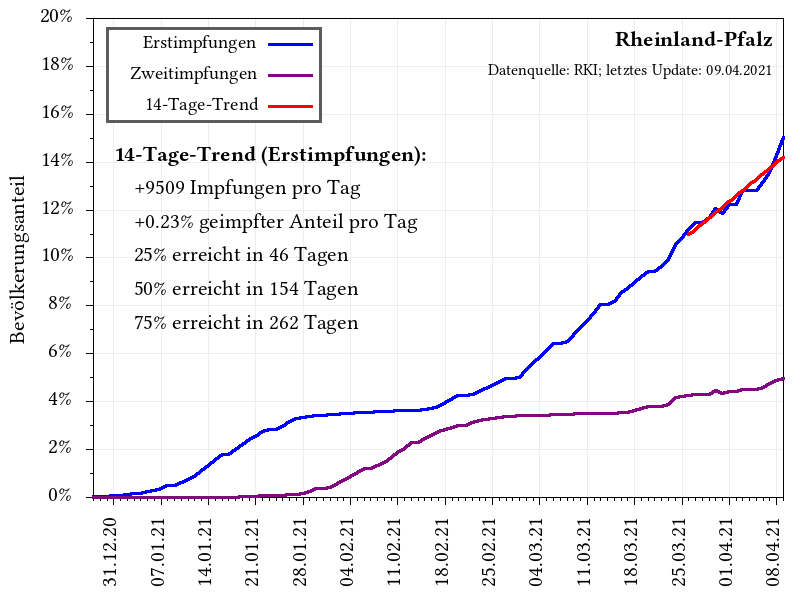 20%
18%
16%
14%
12%
10%
8%
6%
4%
2%
0%
Bevölkerungsanteil
Erstimpfungen
Zweitimpfungen
14-Tage-Trend
Rheinland-Pfalz
Datenquelle: RKI; letztes Update: 09.04.2021
14-Tage-Trend (Erstimpfungen):
+9509 Impfungen pro Tag
+0.23% geimpfter Anteil pro Tag
25% erreicht in 46 Tagen
50% erreicht in 154 Tagen
75% erreicht in 262 Tagen
31.12.20
07.01.21
14.01.21
21.01.21
28.01.21
04.02.21
11.02.21
18.02.21
25.02.21
04.03.21
11.03.21
18.03.21
25.03.21
01.04.21
08.04.21